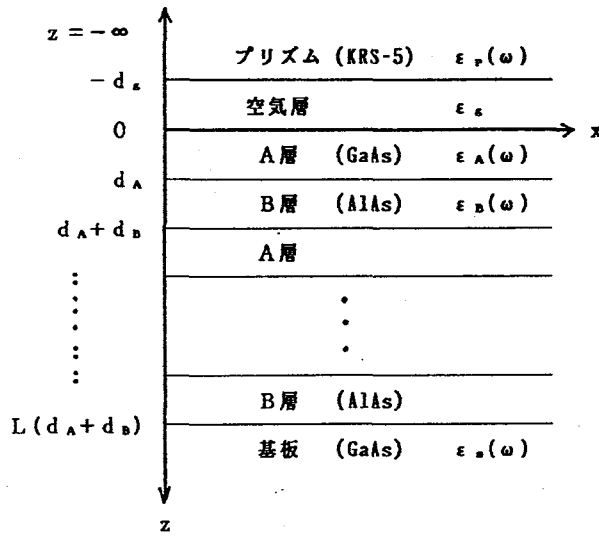 z = −∞
プリズム (KRS-5) ε_P(ω)
−d_g
空気層 ε_g
0
x
A層 (GaAs) ε_A(ω)
d_A
B層 (AlAs) ε_B(ω)
d_A + d_B
A層
B層 (AlAs)
L(d_A + d_B)
基板 (GaAs) ε_s(ω)
z